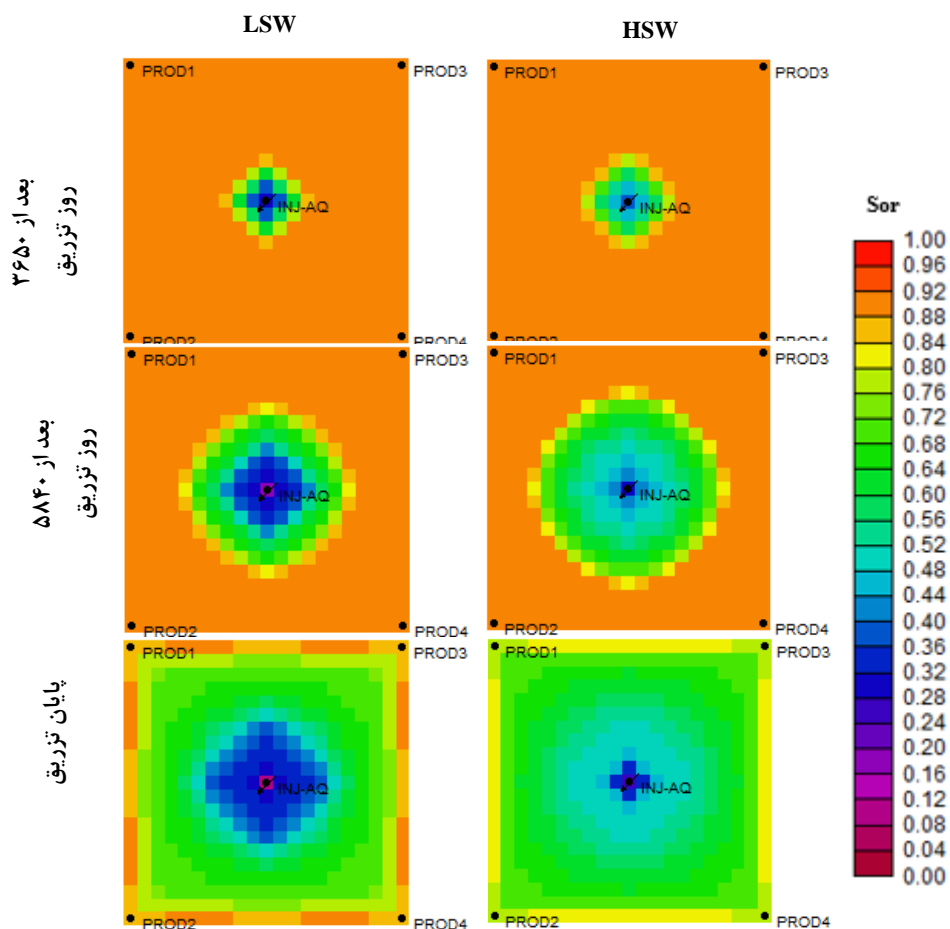 LSW
HSW
PROD1
PROD3
PROD1
PROD3
INJ-AQ
INJ-AQ
بعد از ۳۶۵۰
روز تزریق
PROD2
PROD4
PROD2
PROD4
Sor
1.00
0.96
0.92
0.88
0.84
0.80
0.76
0.72
0.68
0.64
0.60
0.56
0.52
0.48
0.44
0.40
0.36
0.32
0.28
0.24
0.20
0.16
0.12
0.08
0.04
0.00
PROD1
PROD3
PROD1
PROD3
INJ-AQ
INJ-AQ
بعد از ۵۸۴۰
روز تزریق
PROD2
PROD4
PROD2
PROD4
PROD1
PROD3
PROD1
PROD3
INJ-AQ
INJ-AQ
پایان تزریق
PROD2
PROD4
PROD2
PROD4